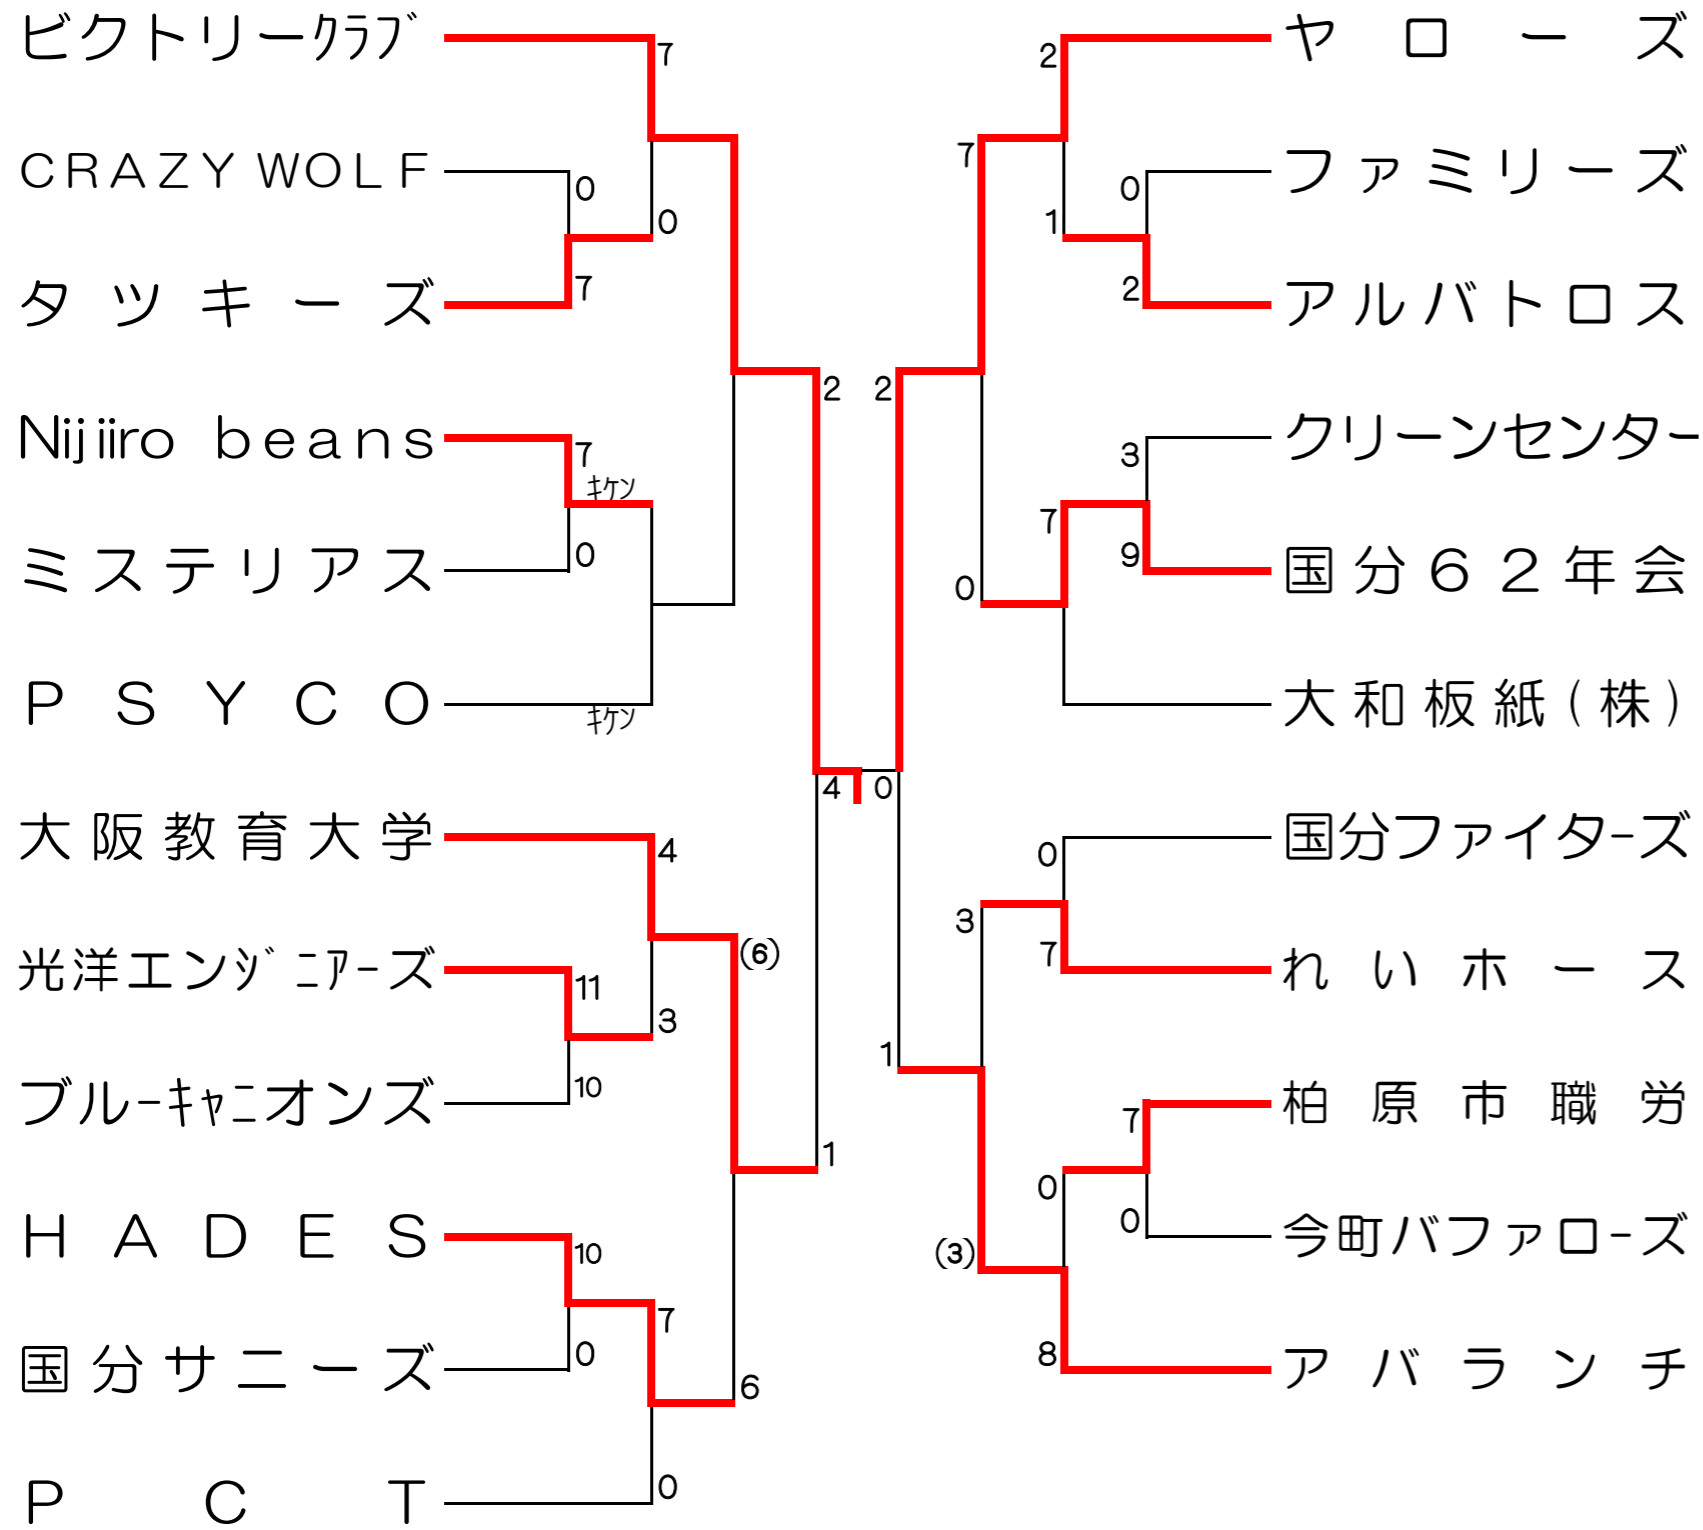 ビクトリークラブ
7
CRAZY WOLF
0
0
タツキーズ
7
Nijiiro beans
7
キケン
ミステリアス
0
PSYCO
キケン
2
4
大阪教育大学
4
(6)
光洋エンジニアーズ
11
3
ブルーキャニオンズ
10
1
HADES
10
7
国分サニーズ
0
6
PCT
0
ヤローズ
2
7
ファミリーズ
0
1
アルバトロス
2
2
クリーンセンター
3
7
国分62年会
9
0
大和板紙(株)
0
国分ファイターズ
0
3
れいホース
7
1
柏原市職労
7
0
今町バファローズ
0
(3)
アバランチ
8